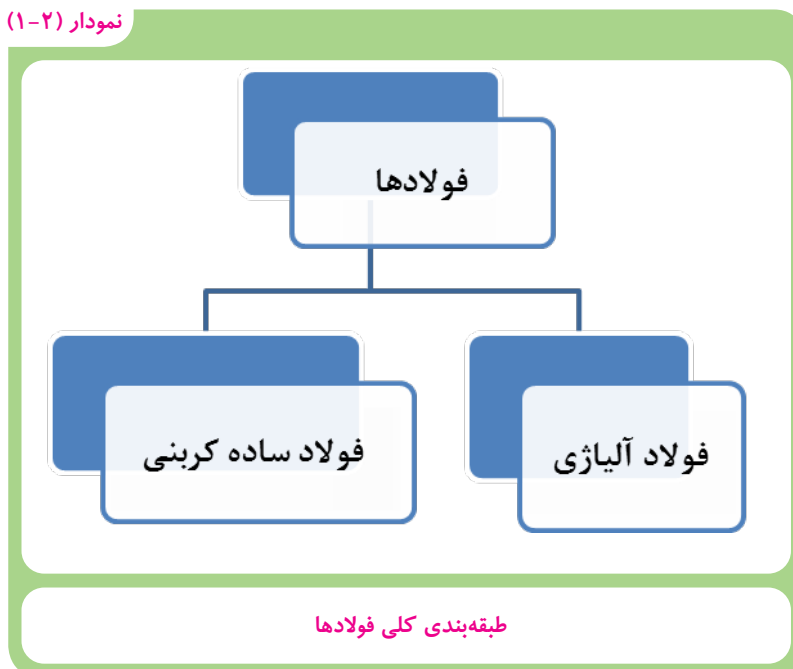 نمودار (۲-۱)
فولادها
فولاد آلیاژی
فولاد ساده کربنی
طبقه‌بندی کلی فولادها